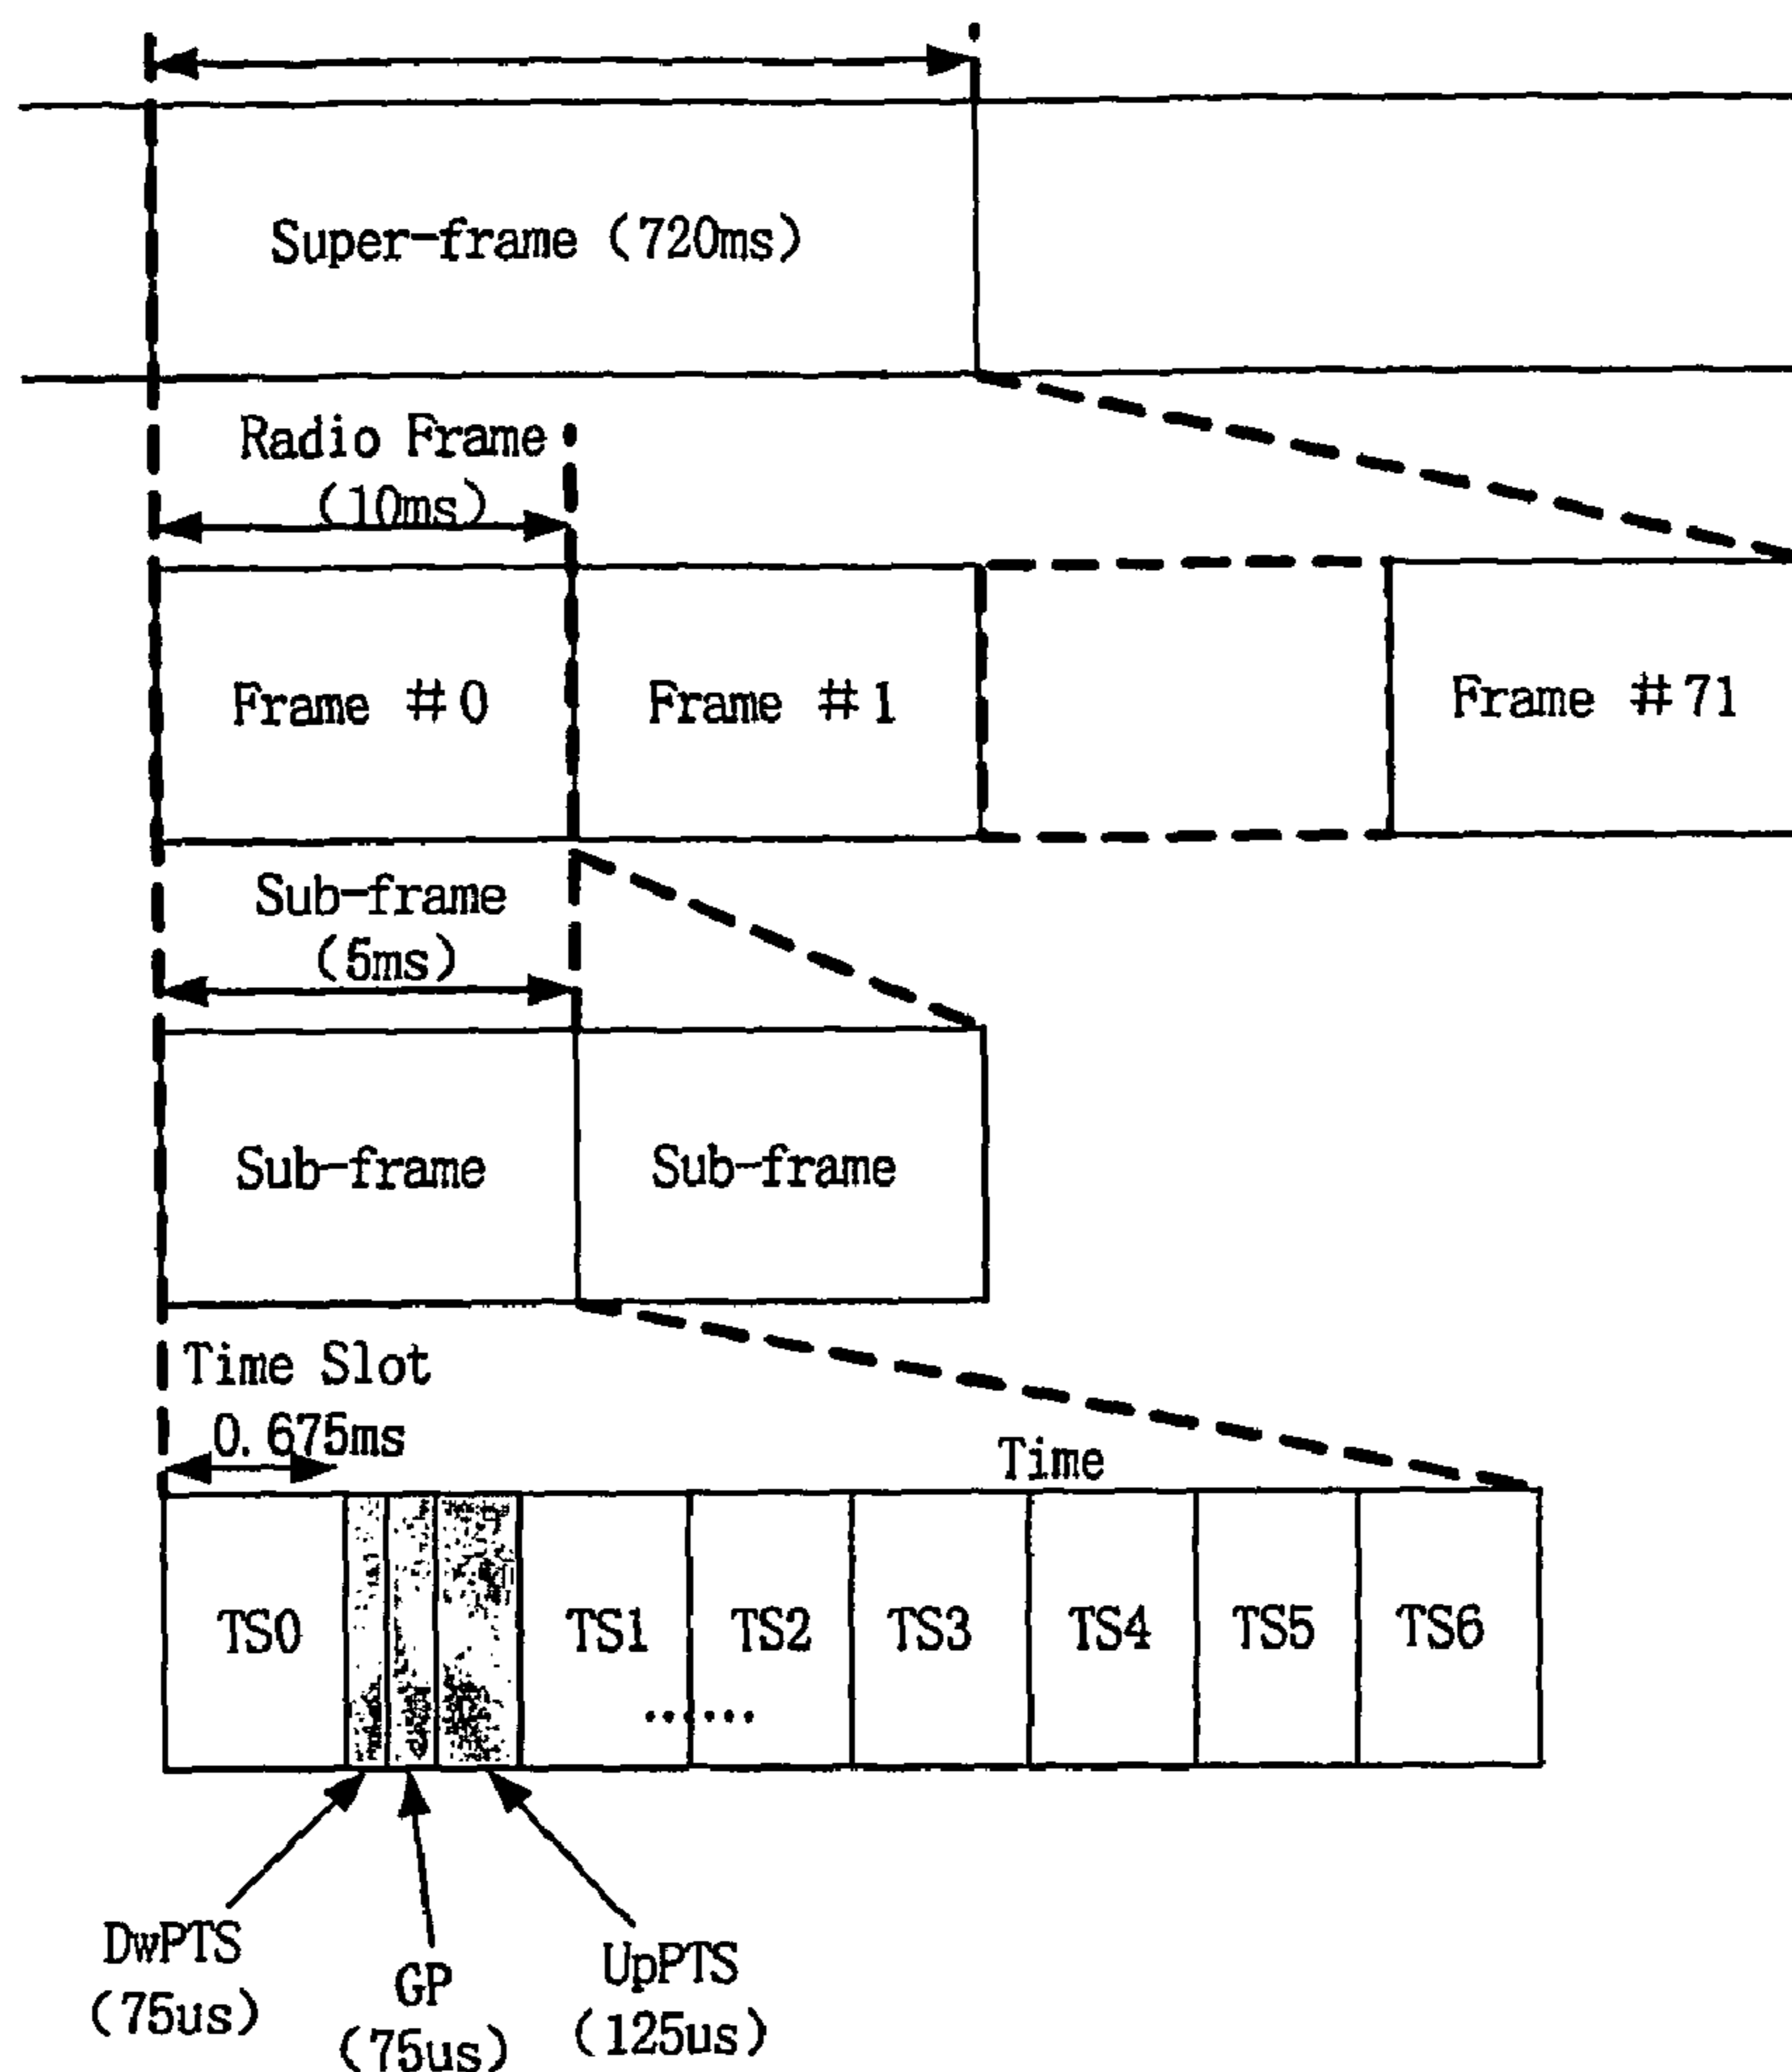 Super-frame (720ms)
Radio Frame
(10ms)
Frame #0
Frame #1
Frame #71
Sub-frame
(5ms)
Sub-frame
Sub-frame
Time Slot
0.675ms
Time
TS0
TS1
TS2
TS3
TS4
TS5
TS6
......
DwPTS
(75us)
GP
(75us)
UpPTS
(125us)